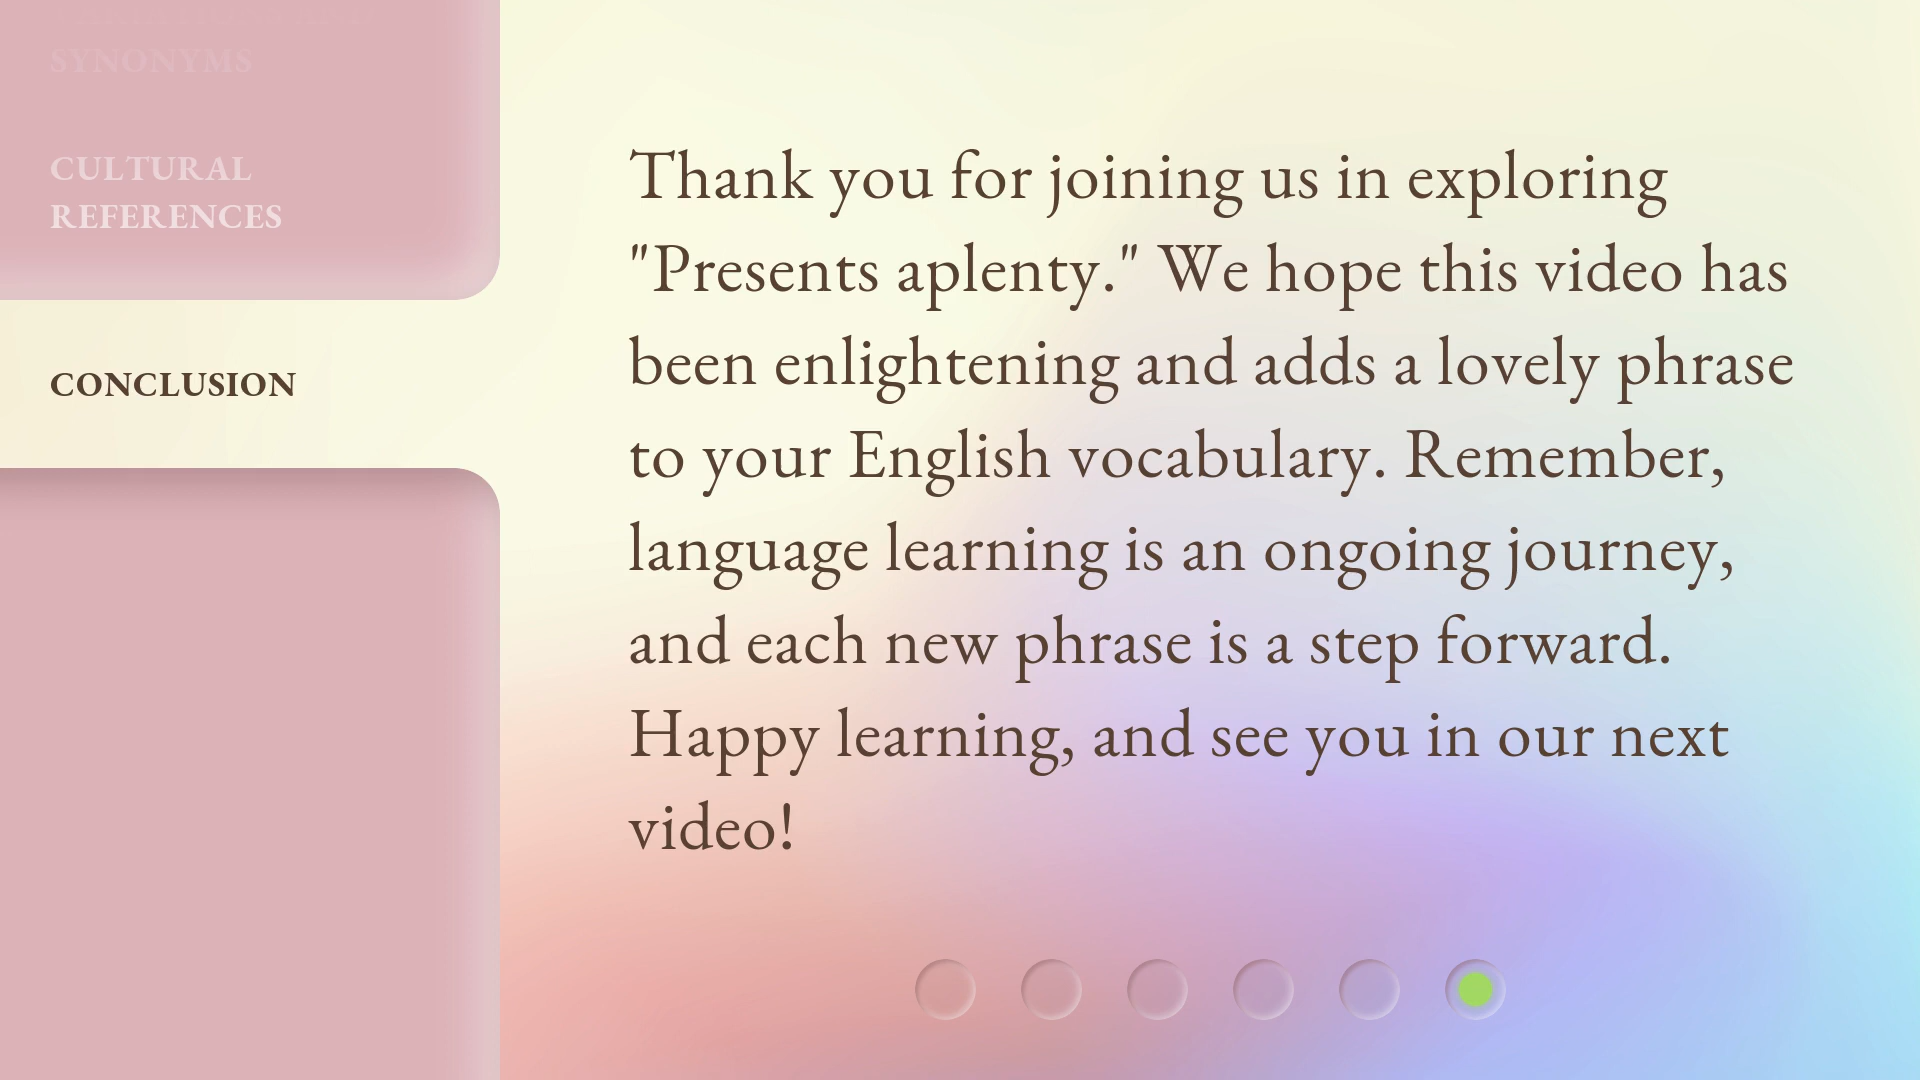 SYNONYMS
CULTURAL
REFERENCES
CONCLUSION
Thank you for joining us in exploring
"Presents aplenty." We hope this video has
been enlightening and adds a lovely phrase
to your English vocabulary. Remember,
language learning is an ongoing journey,
and each new phrase is a step forward.
Happy learning, and see you in our next
video!